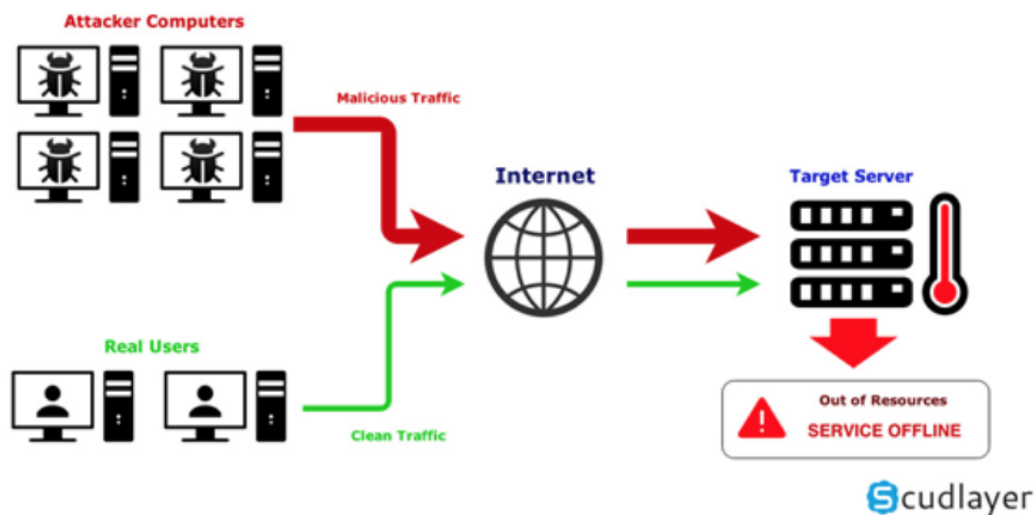 Attacker Computers
Malicious Traffic
Internet
Target Server
Real Users
Clean Traffic
Out of Resources
SERVICE OFFLINE
Scudlayer